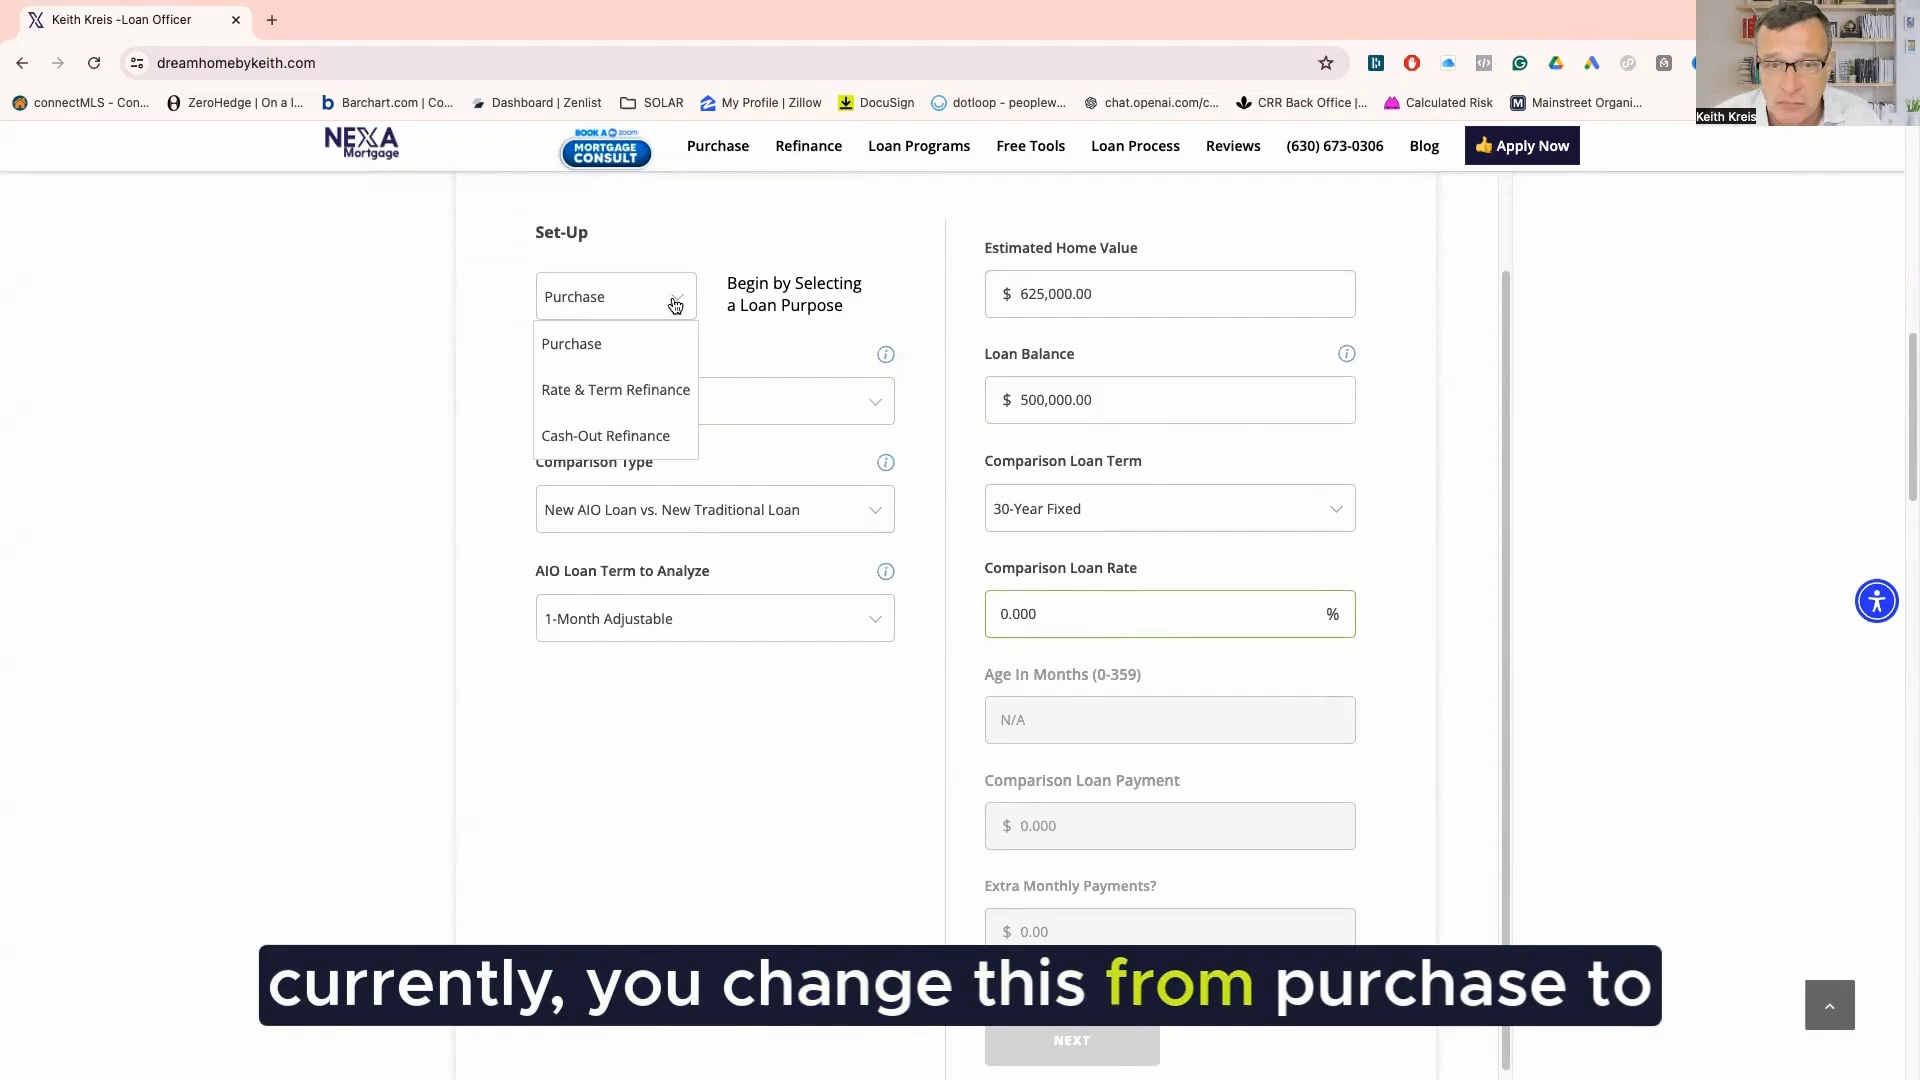 Keith Kreis -Loan Officer
dreamhomebykeith.com
connectMLS - Con...
ZeroHedge | On a l...
Barchart.com | Co...
Dashboard | Zenlist
SOLAR
My Profile | Zillow
DocuSign
dotloop - peoplew...
chat.openai.com/c...
CRR Back Office |...
Calculated Risk
Mainstreet Organi...
Keith Kreis
NEXA
Mortgage
BOOK A zoom
MORTGAGE
CONSULT
Purchase
Refinance
Loan Programs
Free Tools
Loan Process
Reviews
(630) 673-0306
Blog
Apply Now
Set-Up
Purchase
Begin by Selecting
a Loan Purpose
Purchase
Rate & Term Refinance
Cash-Out Refinance
Comparison Type
New AIO Loan vs. New Traditional Loan
AIO Loan Term to Analyze
1-Month Adjustable
Estimated Home Value
$ 625,000.00
Loan Balance
$ 500,000.00
Comparison Loan Term
30-Year Fixed
Comparison Loan Rate
0.000 %
Age In Months (0-359)
N/A
Comparison Loan Payment
$ 0.000
Extra Monthly Payments?
$ 0.00
currently, you change this from purchase to
NEXT